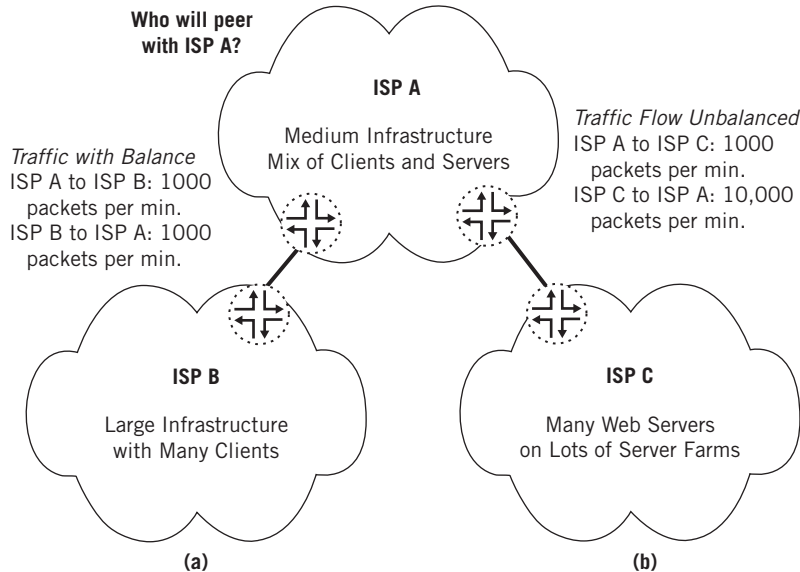 Who will peer
with ISP A?
ISP A
Medium Infrastructure
Mix of Clients and Servers
Traffic with Balance
ISP A to ISP B: 1000
packets per min.
ISP B to ISP A: 1000
packets per min.
Traffic Flow Unbalanced
ISP A to ISP C: 1000
packets per min.
ISP C to ISP A: 10,000
packets per min.
ISP B
Large Infrastructure
with Many Clients
ISP C
Many Web Servers
on Lots of Server Farms
(a)
(b)